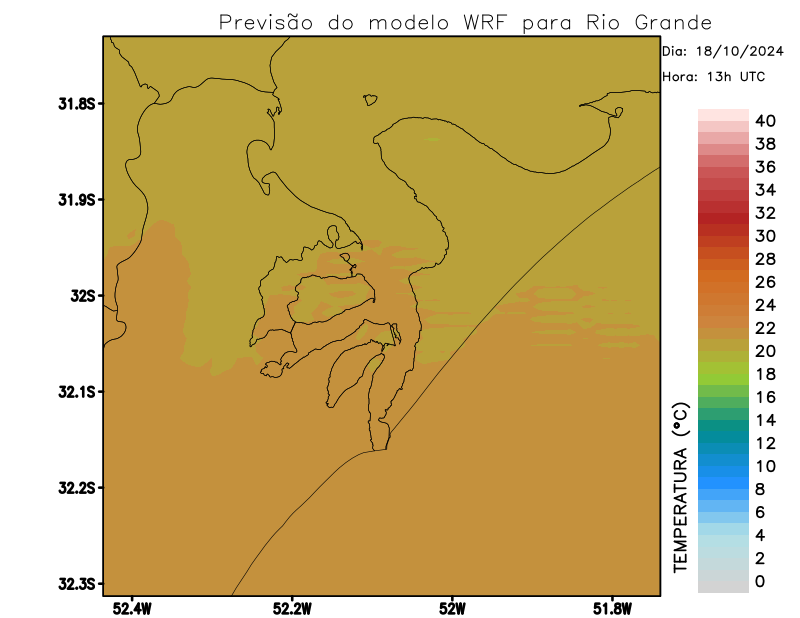 Previsão do modelo WRF para Rio Grande
Dia: 18/10/2024
Hora: 13h UTC
31.8S
31.9S
32S
32.1S
32.2S
32.3S
52.4W
52.2W
52W
51.8W
40
38
36
34
32
30
28
26
24
22
20
18
16
14
12
10
8
6
4
2
0
TEMPERATURA (°C)